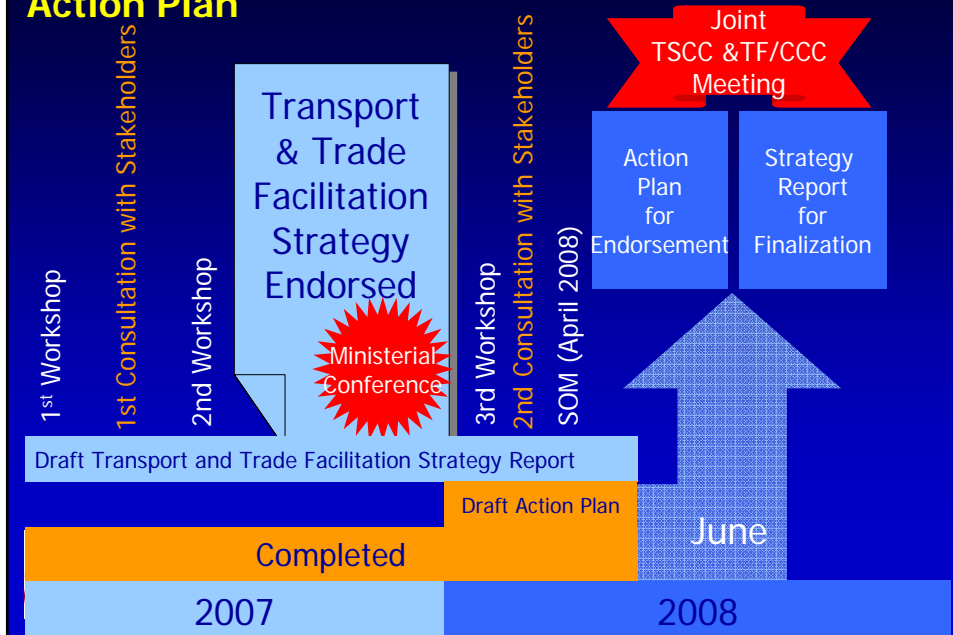 Action Plan
1st Workshop
1st Consultation with Stakeholders
2nd Workshop
Transport
& Trade
Facilitation
Strategy
Endorsed
Ministerial
Conference
3rd Workshop
2nd Consultation with Stakeholders
SOM (April 2008)
Joint
TSCC &TF/CCC
Meeting
Action
Plan
for
Endorsement
Strategy
Report
for
Finalization
Draft Transport and Trade Facilitation Strategy Report
Draft Action Plan
Completed
June
2007
2008